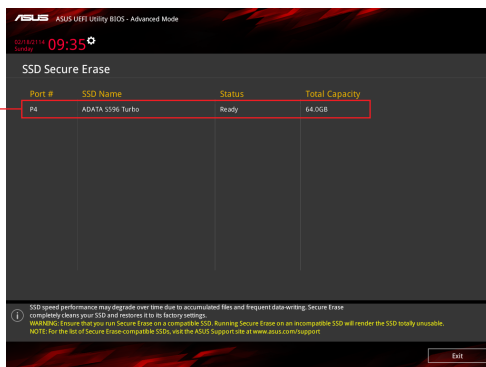 ASUS ASUS UEFI Utility BIOS - Advanced Mode
Sunday 09:35
SSD Secure Erase
Port # SSD Name Status Total Capacity
P4 ADATA S596 Turbo Ready 64.0GB
SSD speed performance may degrade over time due to accumulated files and frequent data-writing. Secure Erase
completely cleans your SSD and restores it to its factory settings.
WARNING: Ensure that you run Secure Erase on a compatible SSD. Running Secure Erase on an incompatible SSD will render the SSD totally unusable.
NOTE: For the list of Secure Erase-compatible SSDs, visit the ASUS Support site at www.asus.com/support
Exit